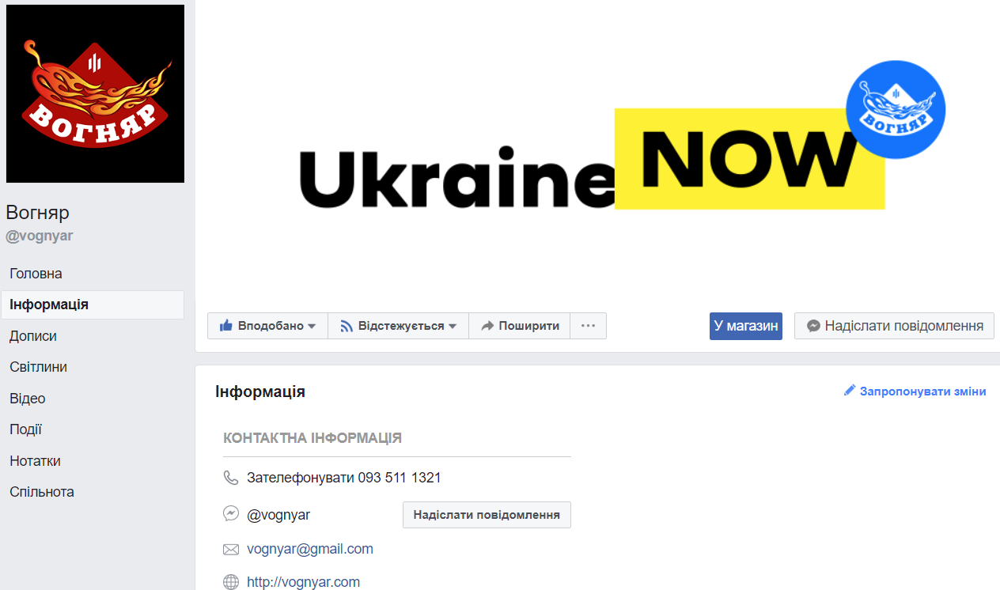 ВОГНЯР
Вогняр
@vognyar
Головна
Інформація
Дописи
Світлини
Відео
Події
Нотатки
Спільнота
Ukraine NOW
ВОГНЯР
Вподобано
Відстежується
Поширити
У магазин
Надіслати повідомлення
Інформація
Запропонувати зміни
КОНТАКТНА ІНФОРМАЦІЯ
Зателефонувати 093 511 1321
@vognyar
Надіслати повідомлення
vognyar@gmail.com
http://vognyar.com